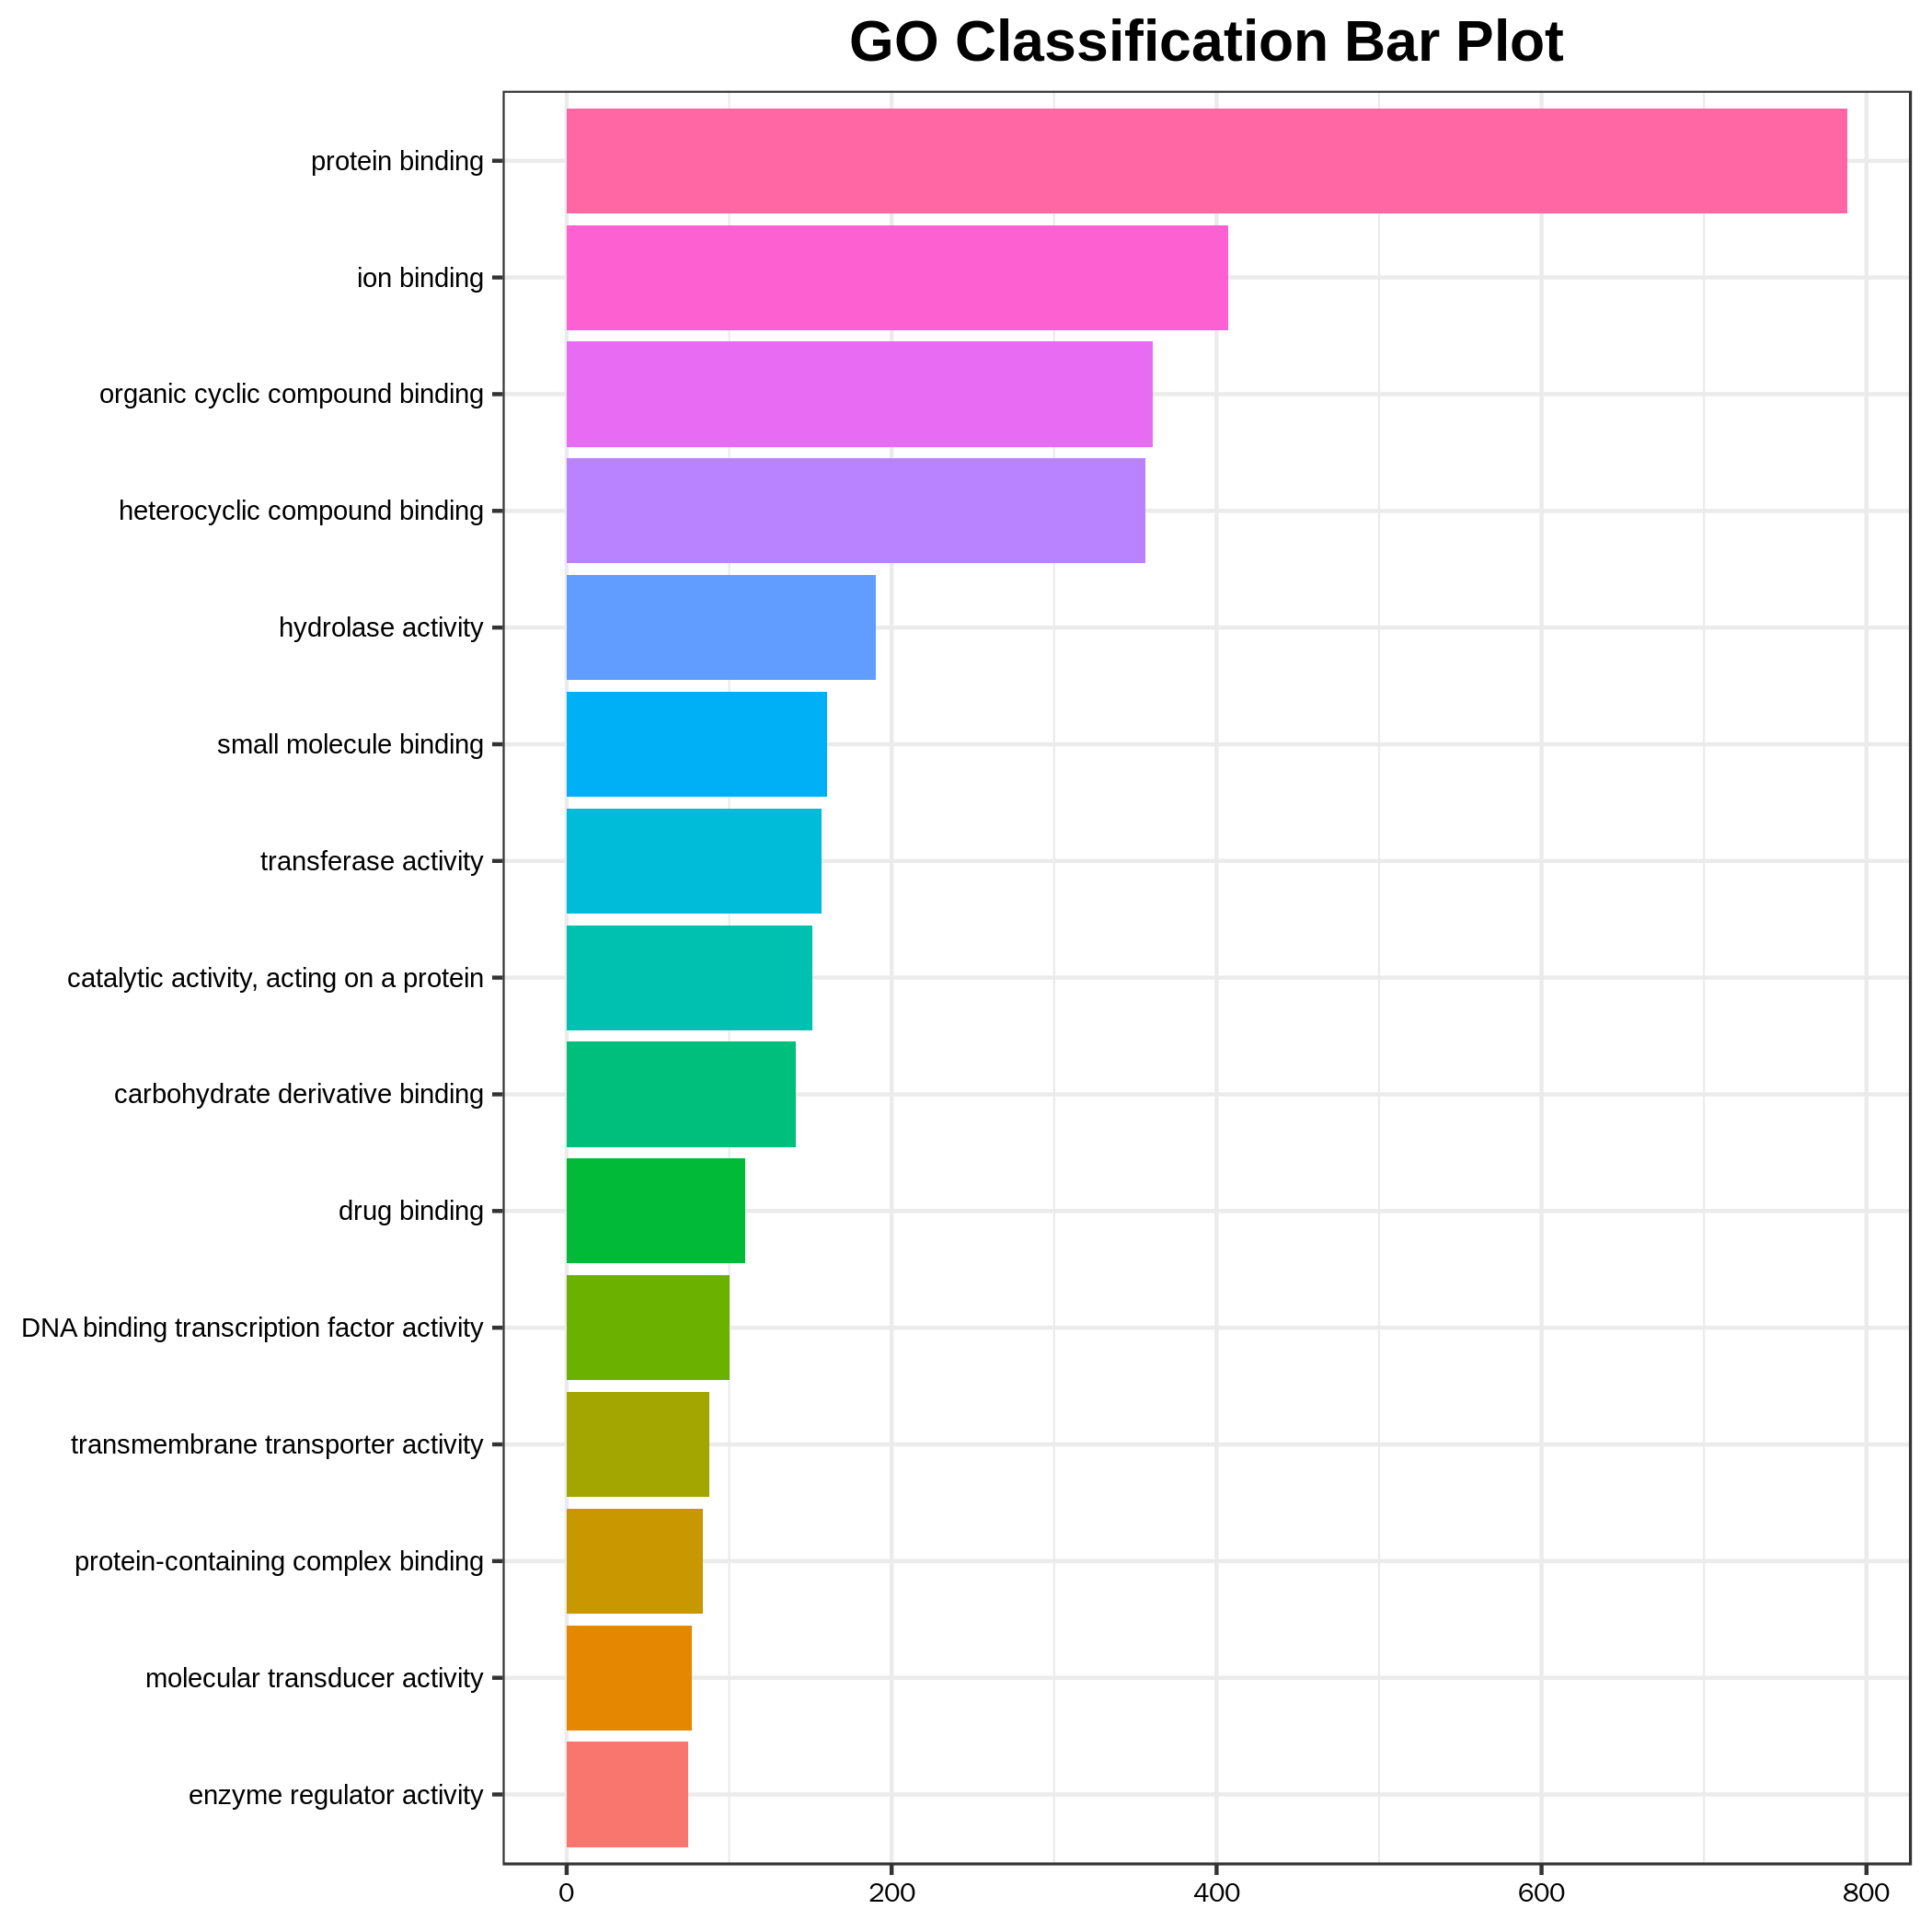 GO Classification Bar Plot
protein binding
ion binding
organic cyclic compound binding
heterocyclic compound binding
hydrolase activity
small molecule binding
transferase activity
catalytic activity, acting on a protein
carbohydrate derivative binding
drug binding
DNA binding transcription factor activity
transmembrane transporter activity
protein-containing complex binding
molecular transducer activity
enzyme regulator activity
0 200 400 600 800